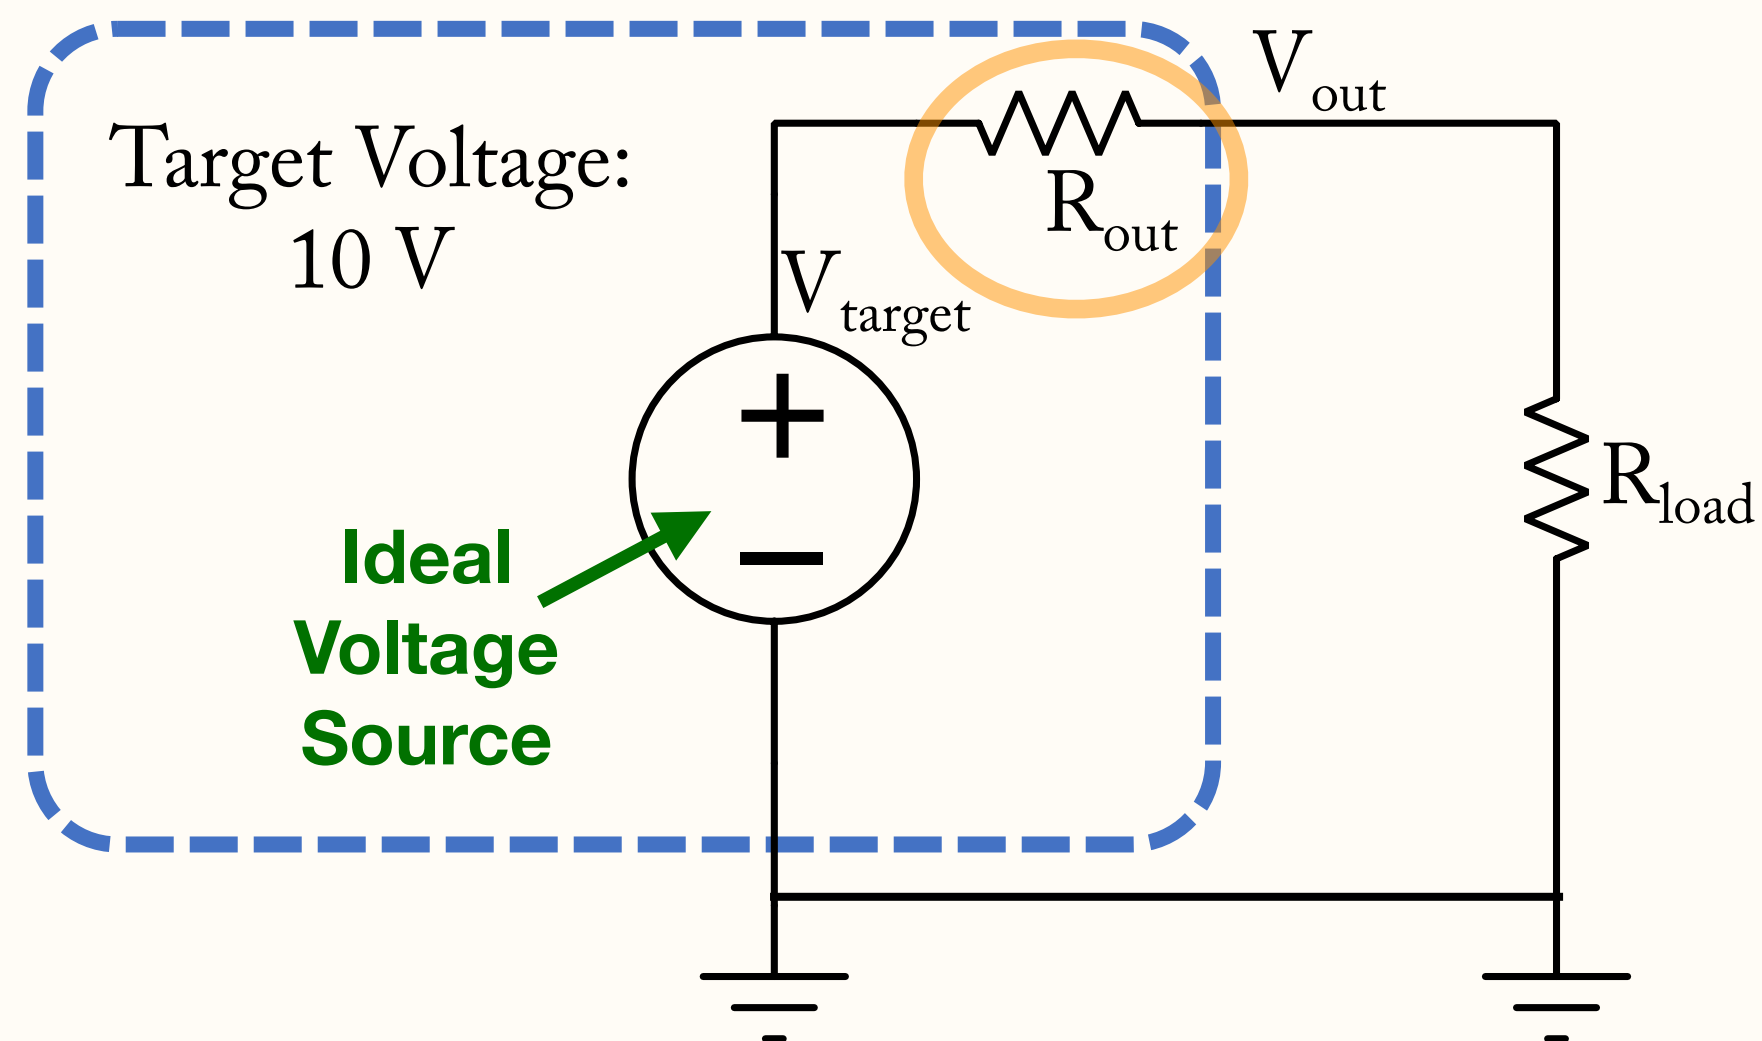 Target Voltage:
10 V
V_out
R_out
V_target
+
−
R_load
Ideal
Voltage
Source